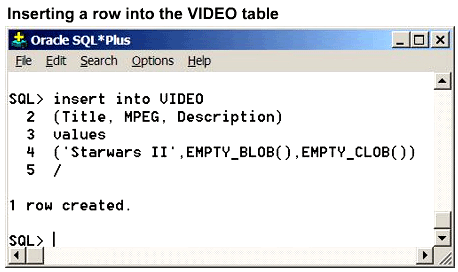 Inserting a row into the VIDEO table
Oracle SQL*Plus
File Edit Search Options Help
SQL> insert into VIDEO
2 (Title, MPEG, Description)
3 values
4 ('Starwars II',EMPTY_BLOB(),EMPTY_CLOB())
5 /
1 row created.
SQL>